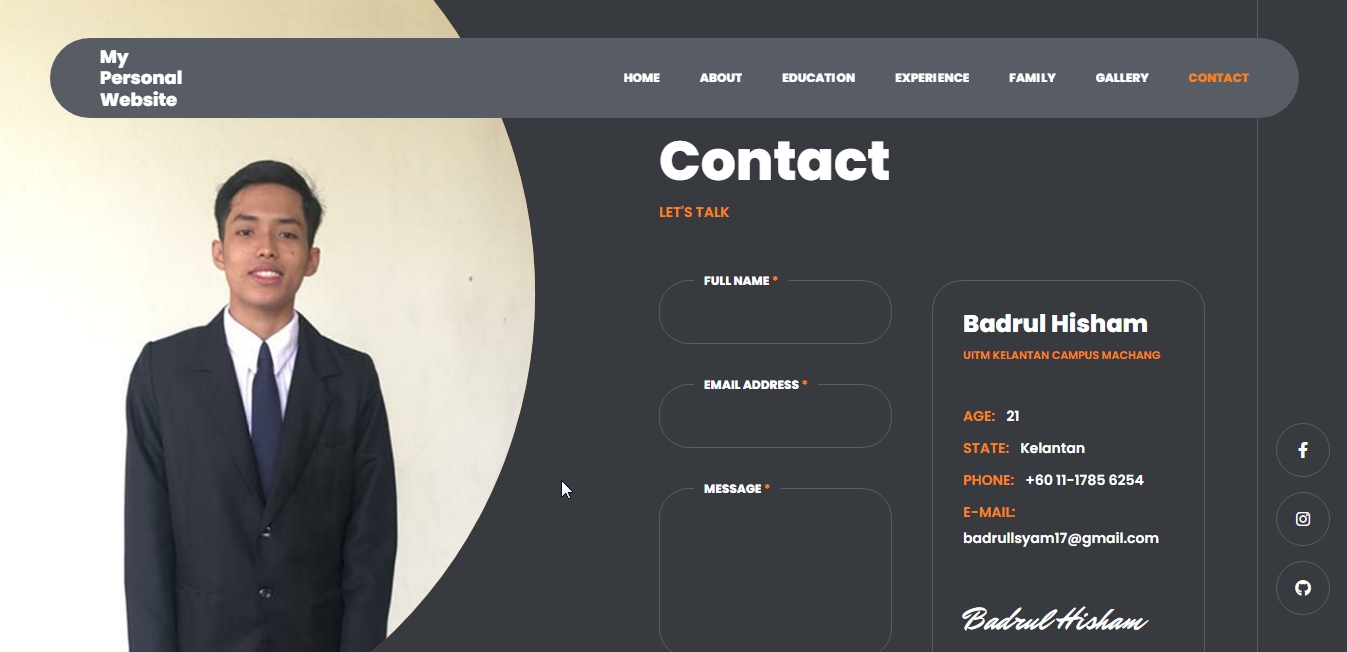 My
Personal
Website
HOME ABOUT EDUCATION EXPERIENCE FAMILY GALLERY CONTACT
Contact
LET'S TALK
FULL NAME *
EMAIL ADDRESS *
MESSAGE *
Badrul Hisham
UITM KELANTAN CAMPUS MACHANG
AGE: 21
STATE: Kelantan
PHONE: +60 11-1785 6254
E-MAIL:
badrullsyam17@gmail.com
Badrul Hisham